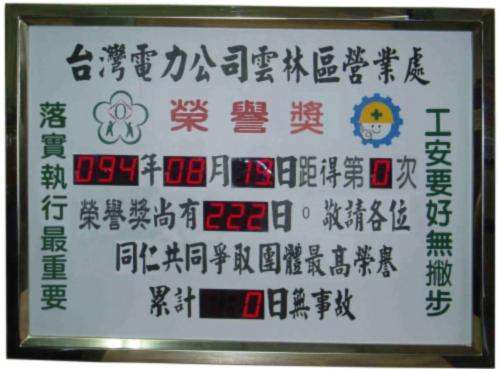 台灣電力公司雲林區營業處
榮譽獎
094年08月19日距得第0次
榮譽獎尚有222日。敬請各位
同仁共同爭取團體最高榮譽
累計0日無事故
落實執行最重要
工安要好無撇步